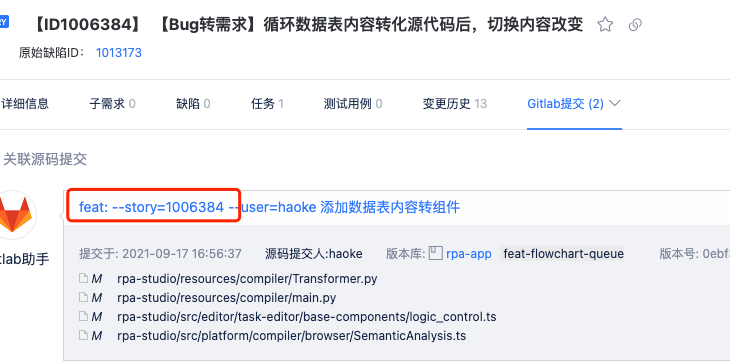 RY 【ID1006384】 【Bug转需求】循环数据表内容转化源代码后，切换内容改变
原始缺陷ID： 1013173
详细信息 子需求 0 缺陷 0 任务 1 测试用例 0 变更历史 13 Gitlab提交 (2)
关联源码提交
feat: --story=1006384 --user=haoke 添加数据表内容转组件
tlab助手 提交于: 2021-09-17 16:56:37 源码提交人:haoke 版本库: rpa-app feat-flowchart-queue 版本号: 0ebf
M rpa-studio/resources/compiler/Transformer.py
M rpa-studio/resources/compiler/main.py
M rpa-studio/src/editor/task-editor/base-components/logic_control.ts
M rpa-studio/src/platform/compiler/browser/SemanticAnalysis.ts